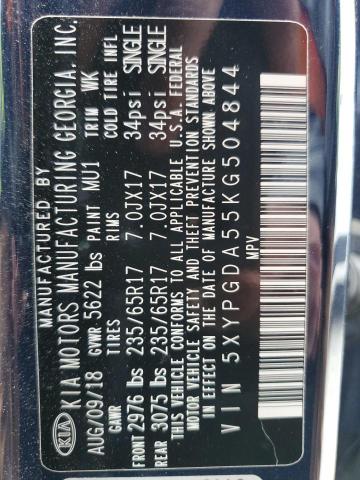 MANUFACTURED BY
KIA KIA MOTORS MANUFACTURING GEORGIA, INC.
AUG/09/18 GVWR 5622 lbs PAINT MU1 TRIM WK
GAWR TIRES RIMS COLD TIRE INFL
FRONT 2976 lbs 235/65R17 7.0JX17 34psi SINGLE
REAR 3075 lbs 235/65R17 7.0JX17 34psi SINGLE
THIS VEHICLE CONFORMS TO ALL APPLICABLE U.S.A. FEDERAL
MOTOR VEHICLE SAFETY AND THEFT PREVENTION STANDARDS
IN EFFECT ON THE DATE OF MANUFACTURE SHOWN ABOVE.
VIN 5XYPGDA55KG504844
MPV